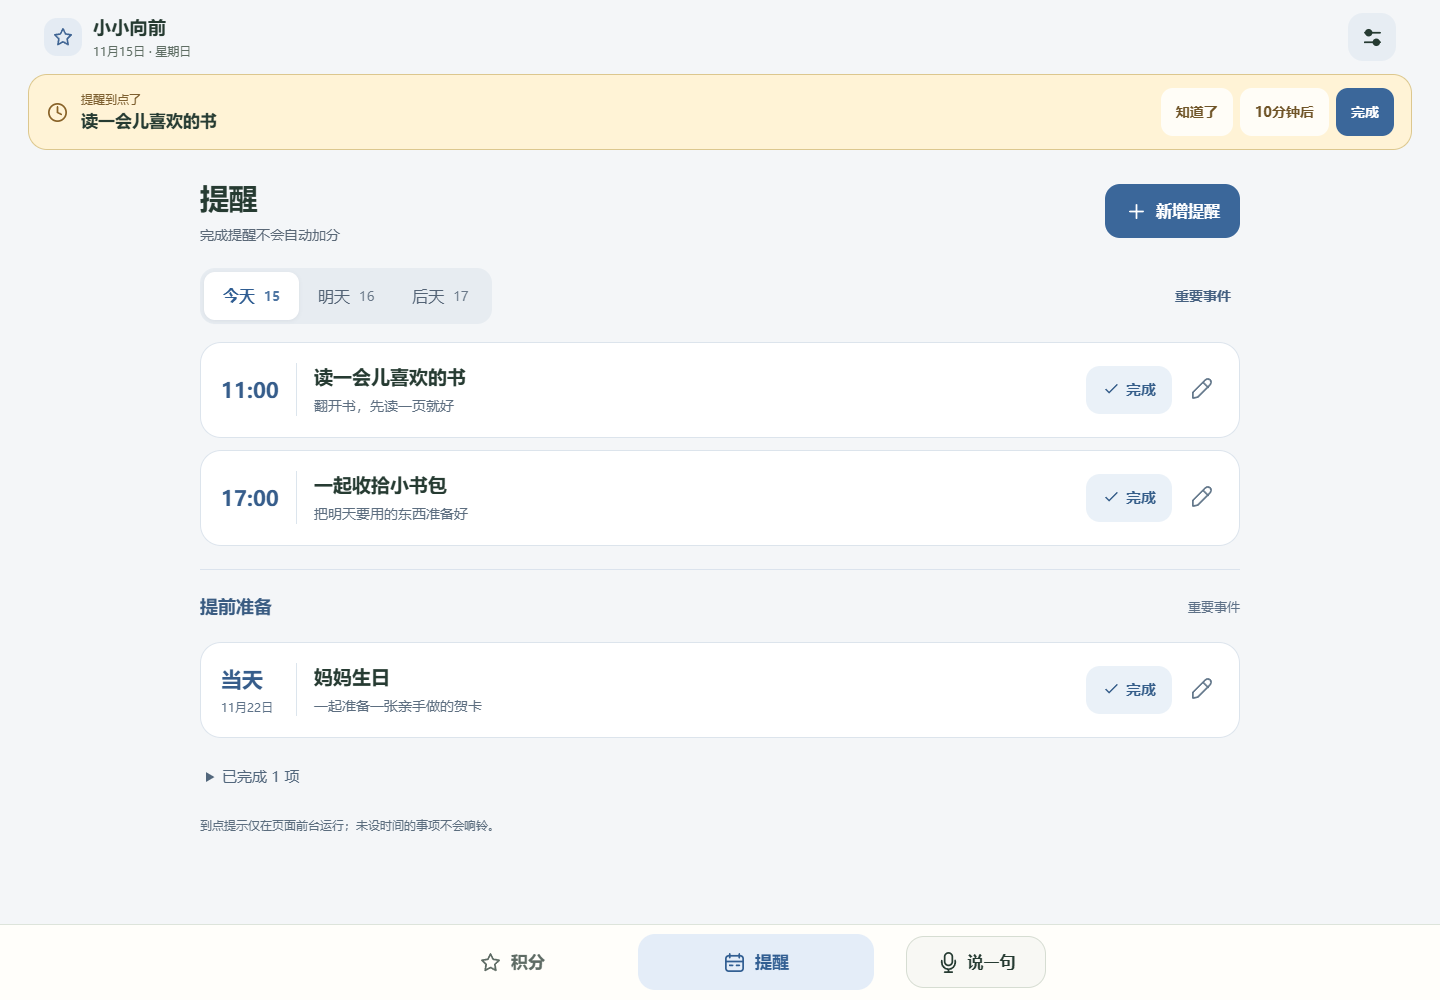 小小向前
11月15日 · 星期日
提醒到点了
读一会儿喜欢的书
知道了
10分钟后
完成
提醒
完成提醒不会自动加分
新增提醒
今天 15
明天 16
后天 17
重要事件
11:00
读一会儿喜欢的书
翻开书，先读一页就好
完成
17:00
一起收拾小书包
把明天要用的东西准备好
完成
提前准备
重要事件
当天
11月22日
妈妈生日
一起准备一张亲手做的贺卡
完成
已完成 1 项
到点提示仅在页面前台运行；未设时间的事项不会响铃。
积分
提醒
说一句